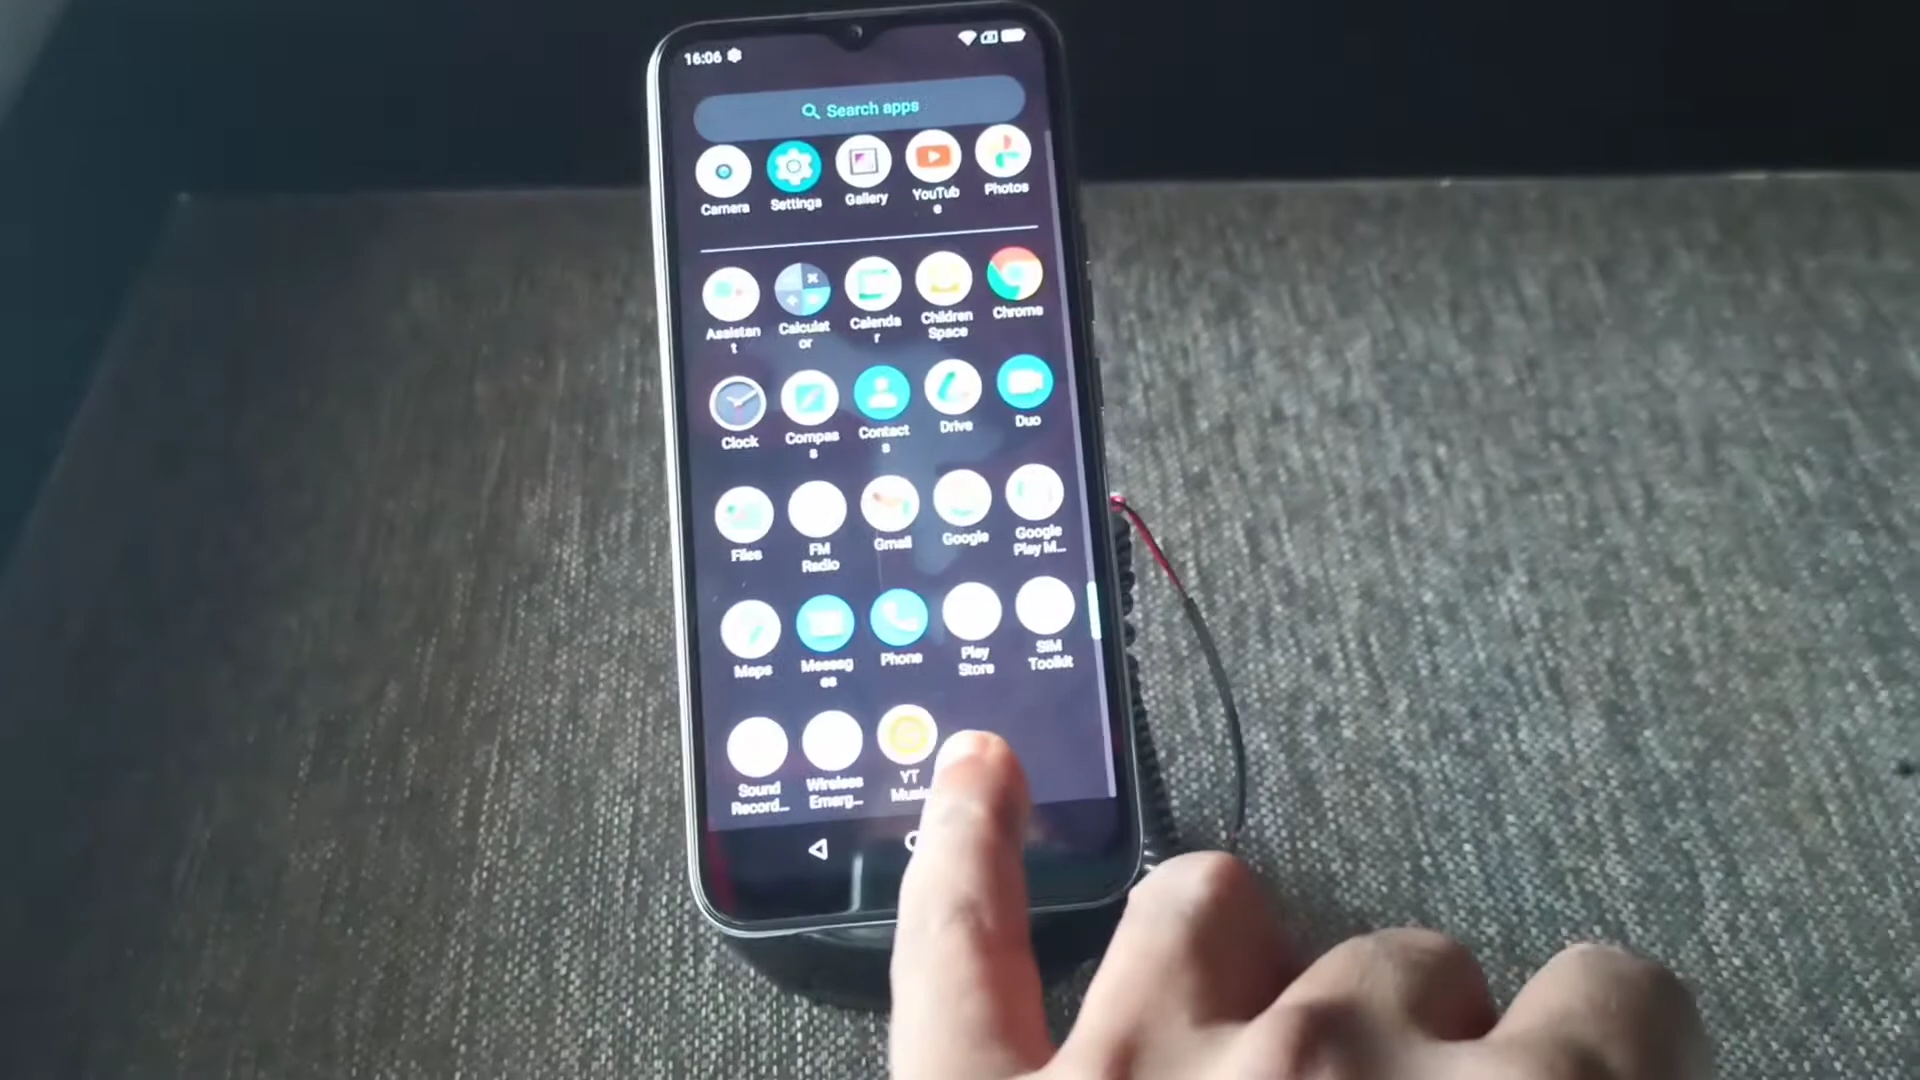 16:06
Search apps
Camera Settings Gallery YouTub Photos
e
Assistan Calculat Calenda Children Chrome
t or r Space
Clock Compas Contact Drive Duo
s s
Files FM Gmail Google Google
Radio Play M...
Maps Messag Phone Play SIM
es Store Toolkit
Sound Wireless YT
Record... Emerg... Music